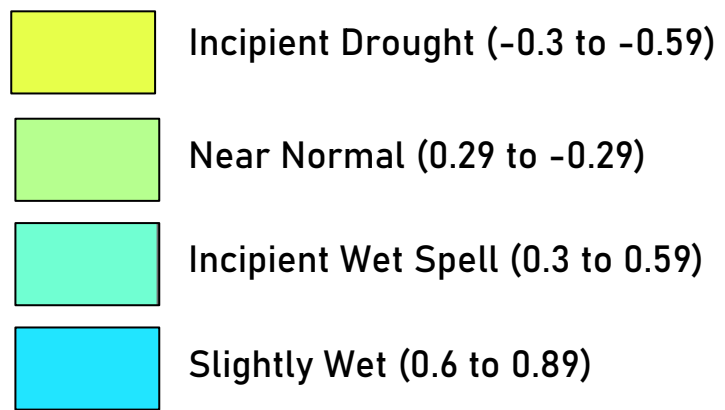 Incipient Drought (-0.3 to -0.59)
Near Normal (0.29 to -0.29)
Incipient Wet Spell (0.3 to 0.59)
Slightly Wet (0.6 to 0.89)